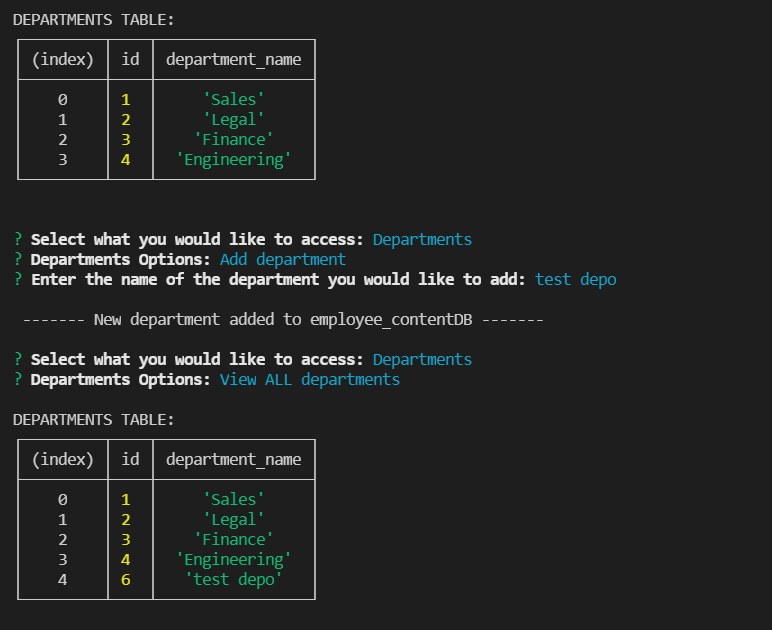 DEPARTMENTS TABLE:
(index) id department_name
0 1 'Sales'
1 2 'Legal'
2 3 'Finance'
3 4 'Engineering'
? Select what you would like to access: Departments
? Departments Options: Add department
? Enter the name of the department you would like to add: test depo
------- New department added to employee_contentDB -------
? Select what you would like to access: Departments
? Departments Options: View ALL departments
DEPARTMENTS TABLE:
(index) id department_name
0 1 'Sales'
1 2 'Legal'
2 3 'Finance'
3 4 'Engineering'
4 6 'test depo'